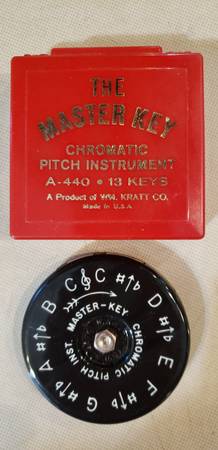 THE
MASTER KEY
CHROMATIC
PITCH INSTRUMENT
A-440 • 13 KEYS
A Product of WM. KRATT CO.
Made in U.S.A.
C C ♯↑♭ D ♯↑♭ E F ♯↑♭ G ♯↑♭ A ♯↑♭ B
MASTER-KEY CHROMATIC PITCH INST.